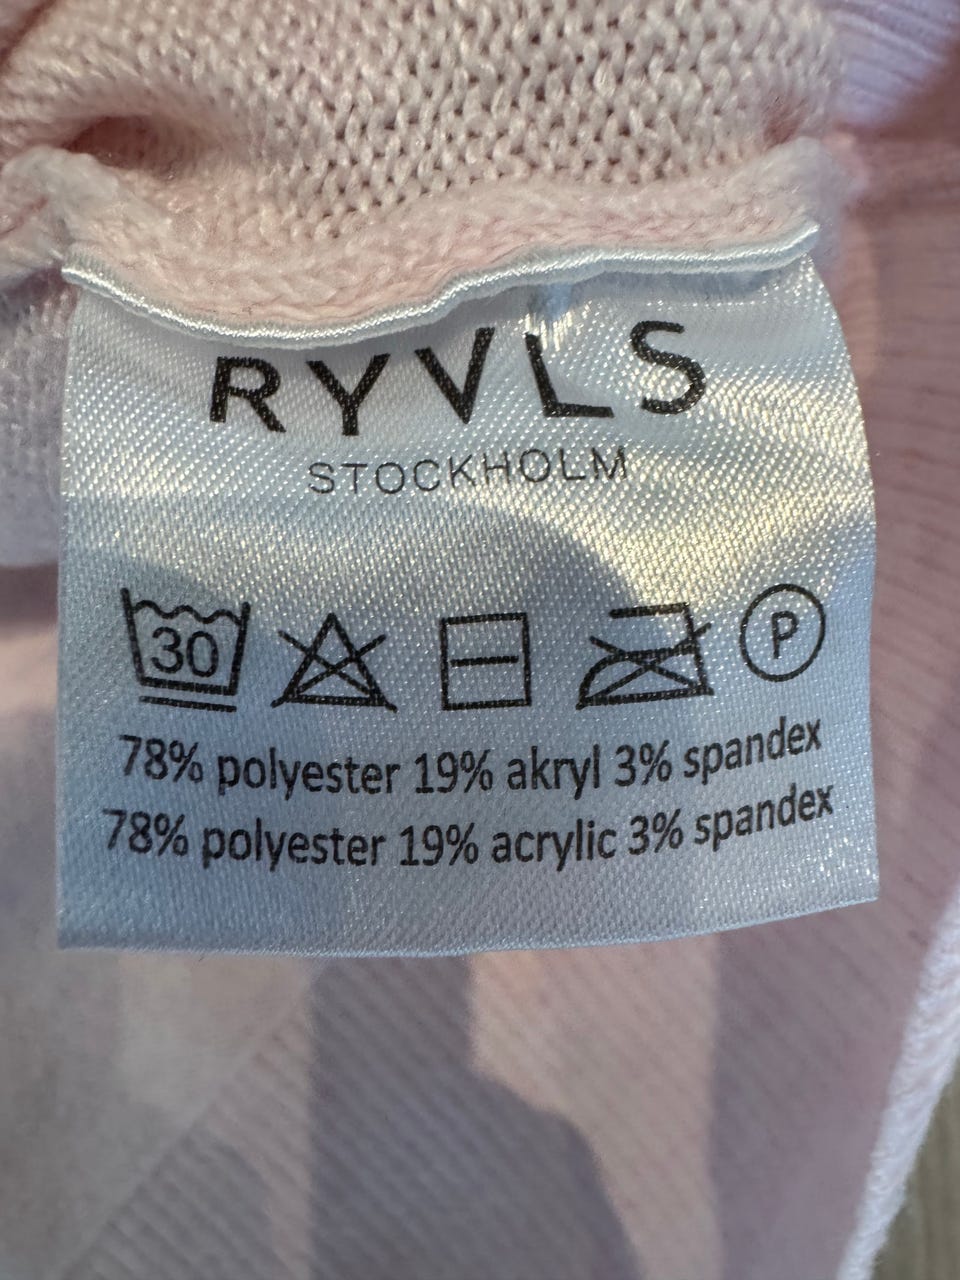 RYVLS
STOCKHOLM
30 P
78% polyester 19% akryl 3% spandex
78% polyester 19% acrylic 3% spandex